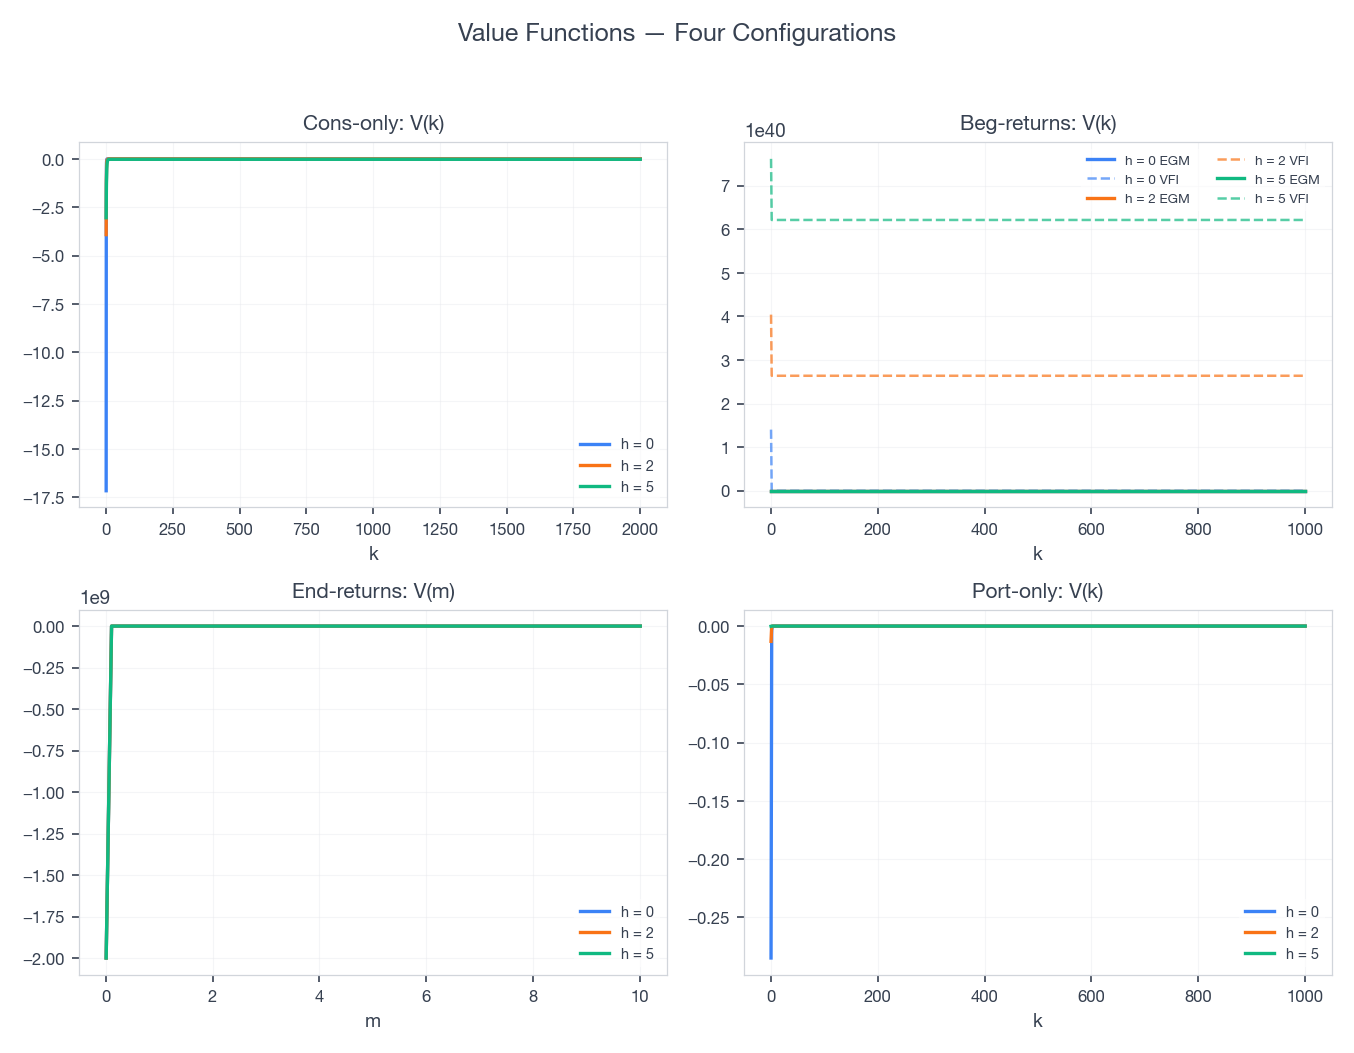 Value Functions — Four Configurations
Cons-only: V(k)
0.0
−2.5
−5.0
−7.5
−10.0
−12.5
−15.0
−17.5
0 250 500 750 1000 1250 1500 1750 2000
k
h = 0
h = 2
h = 5
Beg-returns: V(k)
1e40
7
6
5
4
3
2
1
0
0 200 400 600 800 1000
k
h = 0 EGM
h = 0 VFI
h = 2 EGM
h = 2 VFI
h = 5 EGM
h = 5 VFI
End-returns: V(m)
1e9
0.00
−0.25
−0.50
−0.75
−1.00
−1.25
−1.50
−1.75
−2.00
0 2 4 6 8 10
m
h = 0
h = 2
h = 5
Port-only: V(k)
0.00
−0.05
−0.10
−0.15
−0.20
−0.25
0 200 400 600 800 1000
k
h = 0
h = 2
h = 5